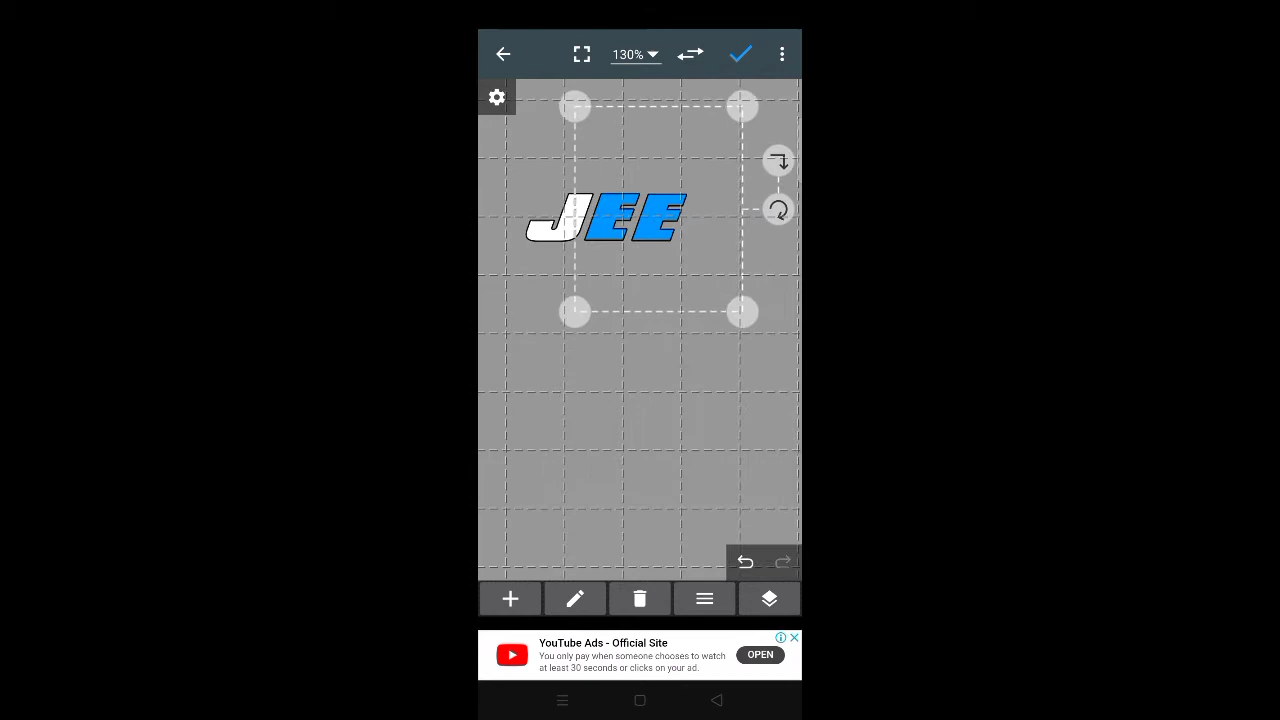 130%
JEE
YouTube Ads - Official Site
You only pay when someone chooses to watch
at least 30 seconds or clicks on your ad.
OPEN